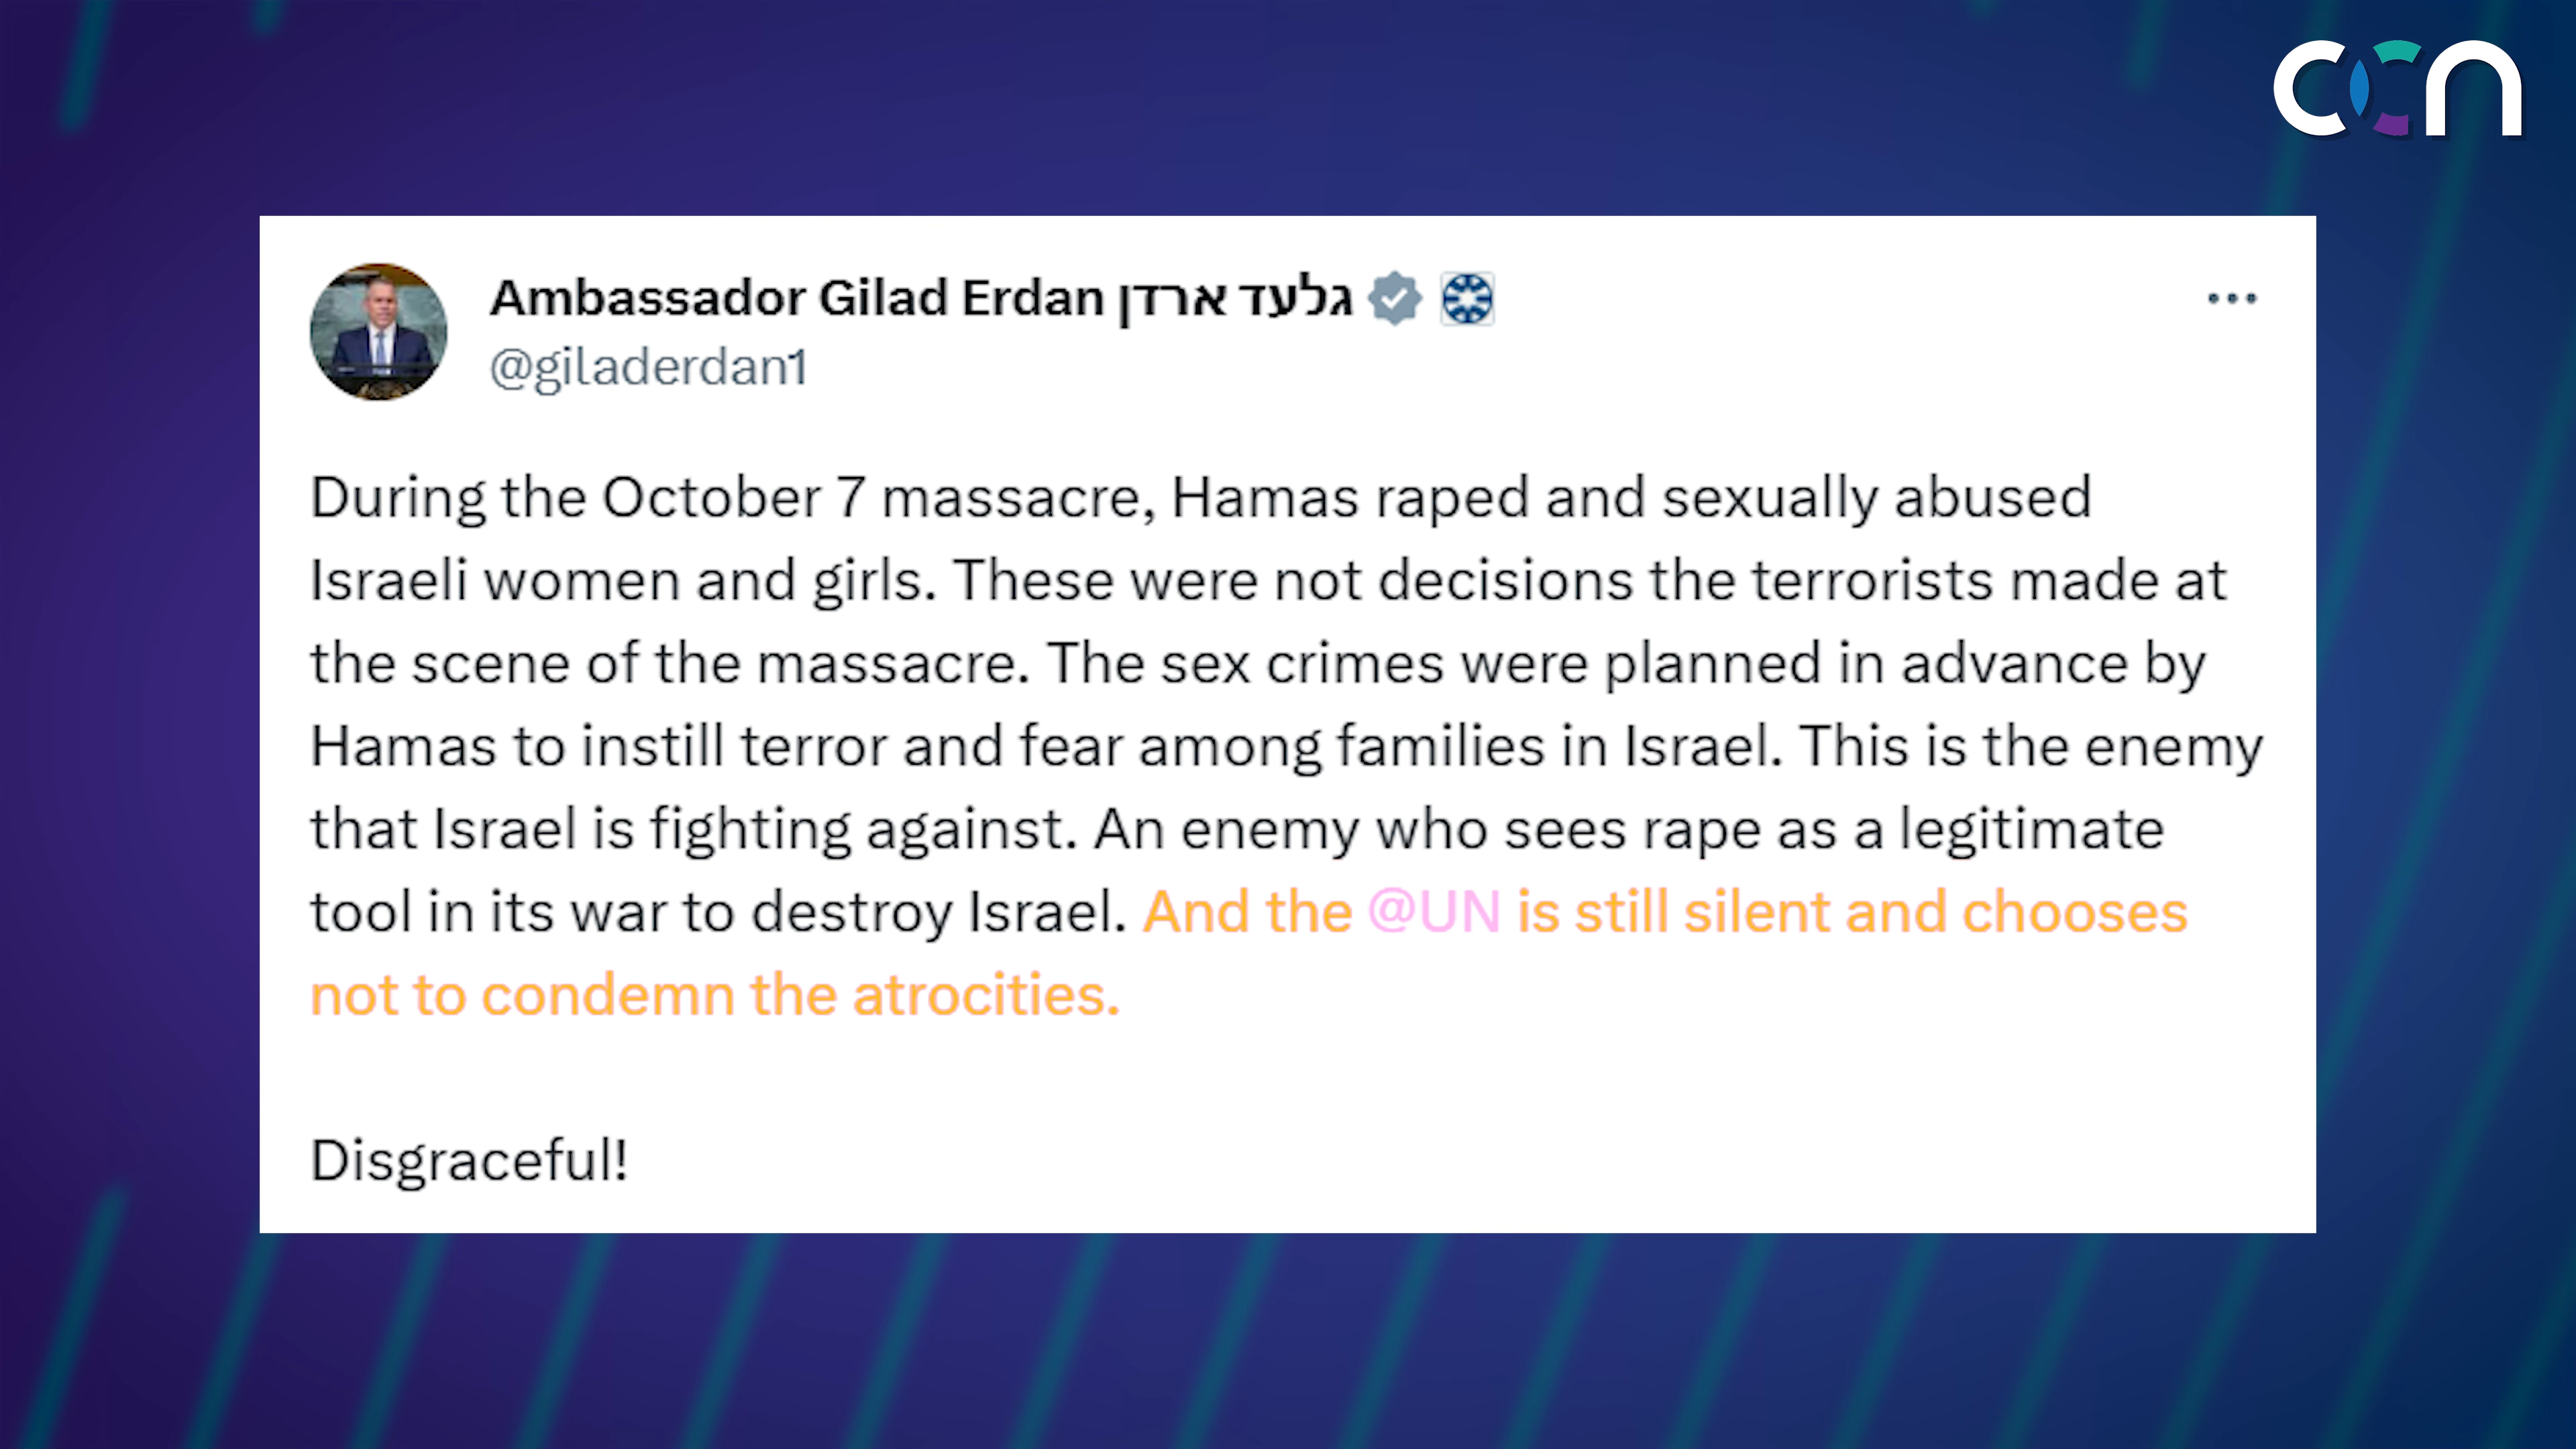 ccn
Ambassador Gilad Erdan גלעד ארדן
@giladerdan1
During the October 7 massacre, Hamas raped and sexually abused
Israeli women and girls. These were not decisions the terrorists made at
the scene of the massacre. The sex crimes were planned in advance by
Hamas to instill terror and fear among families in Israel. This is the enemy
that Israel is fighting against. An enemy who sees rape as a legitimate
tool in its war to destroy Israel. And the @UN is still silent and chooses
not to condemn the atrocities.
Disgraceful!